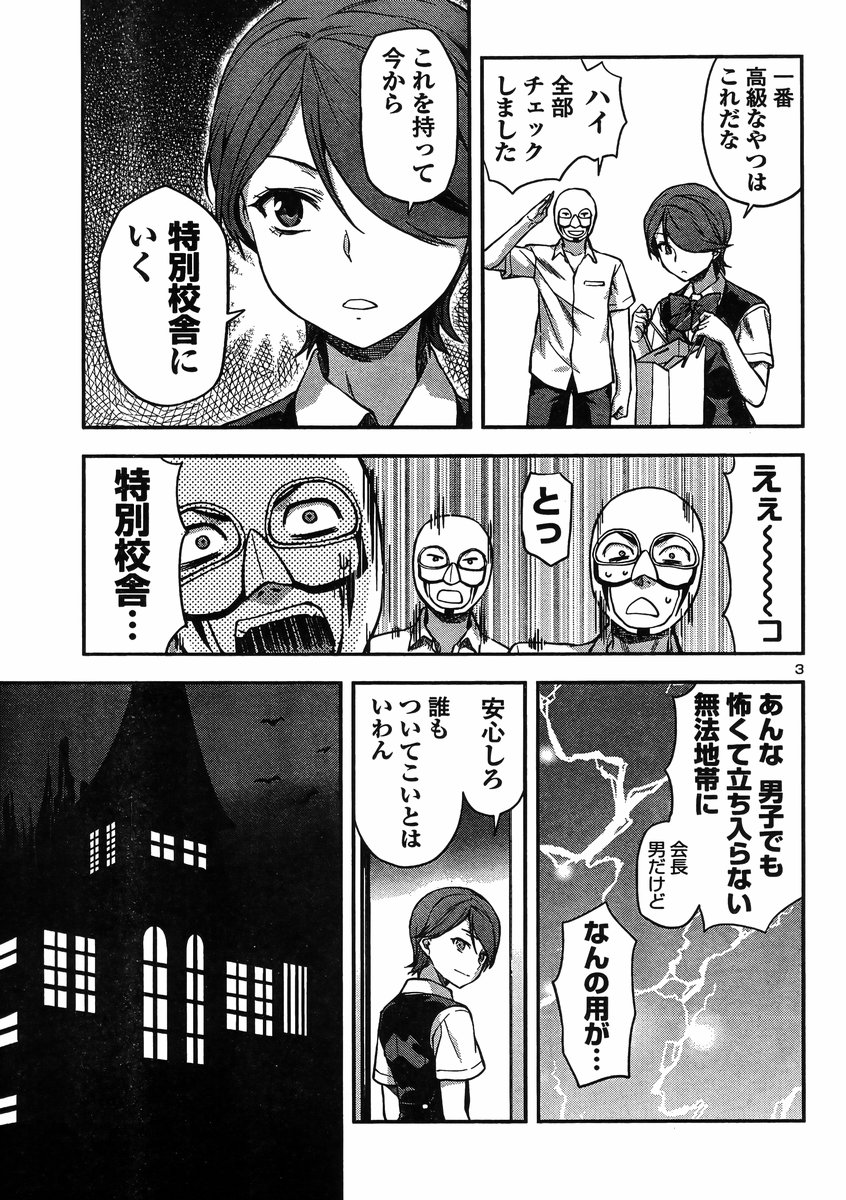 一番
高級なやつは
これだな
ハイ
全部
チェック
しました
これを持って
今から
特別校舎に
いく
ええ～～～～っ
とっ
特別校舎…
3
あんな 男子でも
怖くて立ち入らない
無法地帯に
会長
男だけど
なんの用が…
安心しろ
誰も
ついてこいとは
いわん